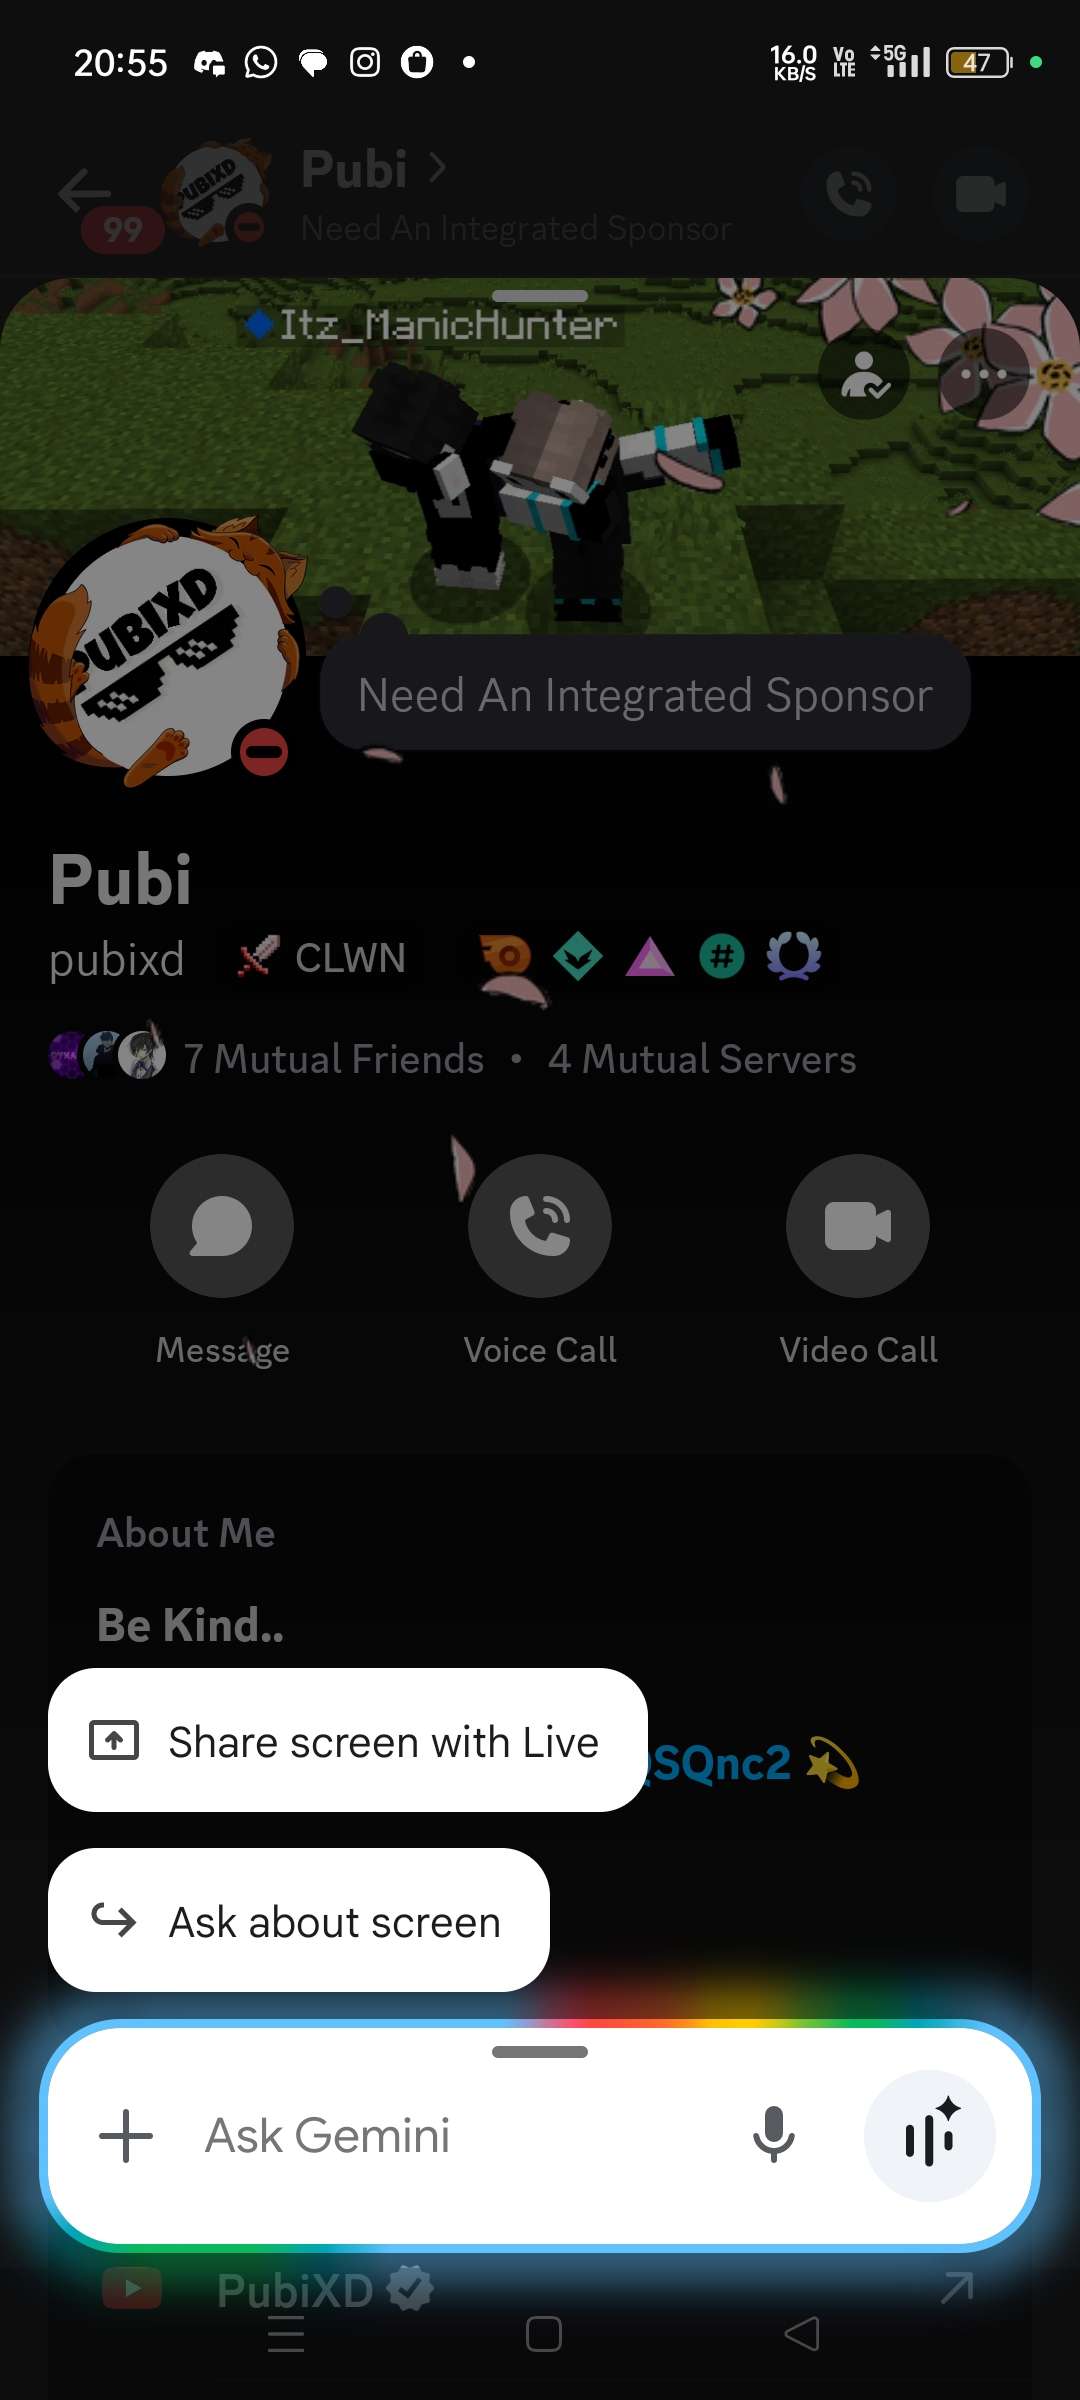 20:55
16.0
KB/S
Vo
LTE
5G
47
Pubi
99
Need An Integrated Sponsor
PUBIXD
Itz_ManicHunter
PUBIXD
Need An Integrated Sponsor
Pubi
pubixd
CLWN
#
7 Mutual Friends • 4 Mutual Servers
Message
Voice Call
Video Call
About Me
Be Kind..
Share screen with Live
SQnc2
Ask about screen
Ask Gemini
PubiXD